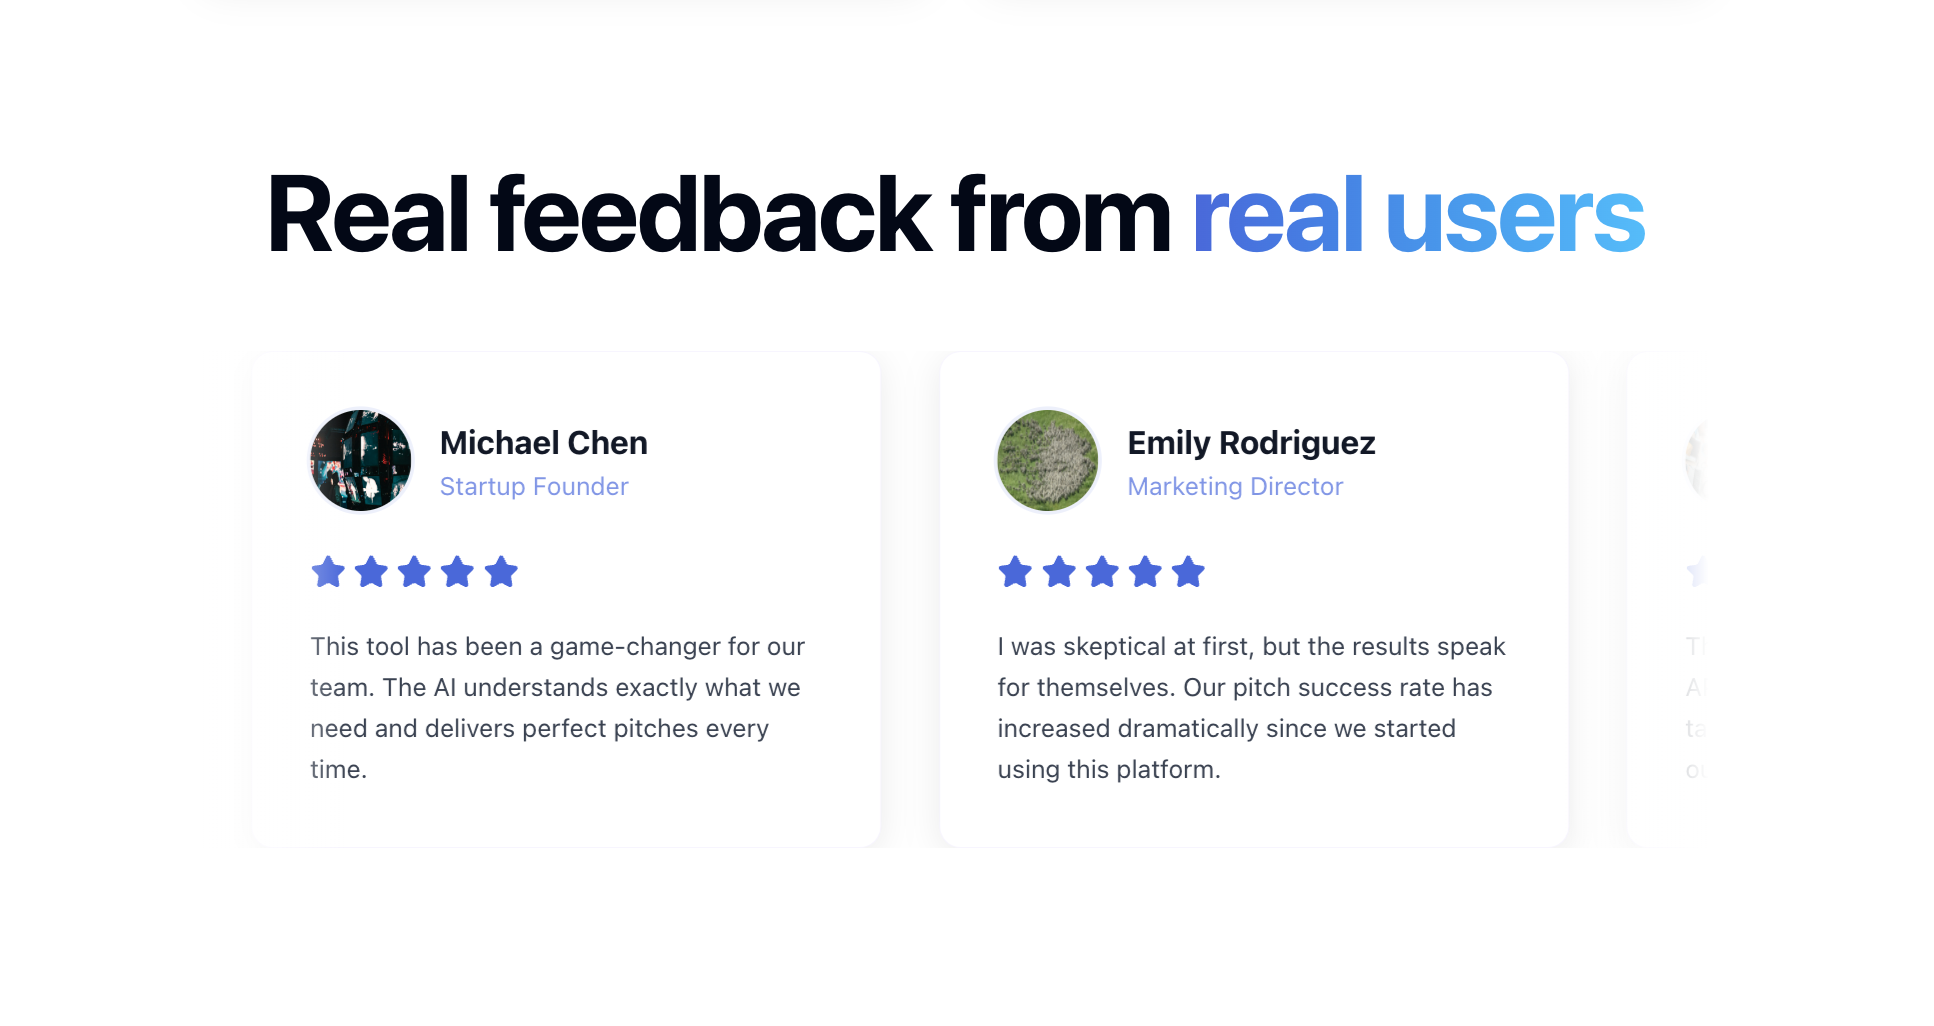 Real feedback from real users
Michael Chen
Startup Founder
This tool has been a game-changer for our
team. The AI understands exactly what we
need and delivers perfect pitches every
time.
Emily Rodriguez
Marketing Director
I was skeptical at first, but the results speak
for themselves. Our pitch success rate has
increased dramatically since we started
using this platform.